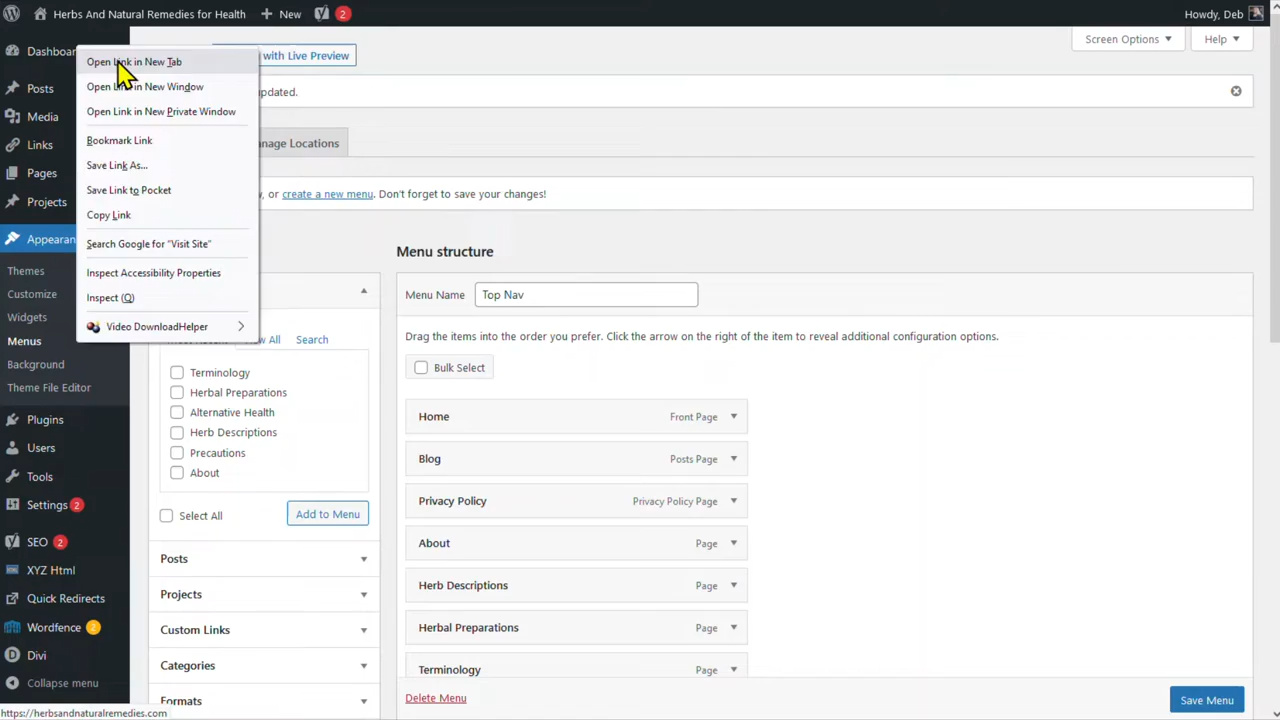 Herbs And Natural Remedies for Health
New
2
Howdy, Deb
Screen Options
Help
with Live Preview
updated.
Manage Locations
create a new menu. Don't forget to save your changes!
Dashboar
Posts
Media
Links
Pages
Projects
Appearan
Themes
Customize
Widgets
Menus
Background
Theme File Editor
Plugins
Users
Tools
Settings 2
SEO 2
XYZ Html
Quick Redirects
Wordfence 2
Divi
Collapse menu
https://herbsandnaturalremedies.com
Open Link in New Tab
Open Link in New Window
Open Link in New Private Window
Bookmark Link
Save Link As...
Save Link to Pocket
Copy Link
Search Google for "Visit Site"
Inspect Accessibility Properties
Inspect (Q)
Video DownloadHelper
All
Search
Terminology
Herbal Preparations
Alternative Health
Herb Descriptions
Precautions
About
Select All
Add to Menu
Posts
Projects
Custom Links
Categories
Formats
Menu structure
Menu Name
Top Nav
Drag the items into the order you prefer. Click the arrow on the right of the item to reveal additional configuration options.
Bulk Select
Home Front Page
Blog Posts Page
Privacy Policy Privacy Policy Page
About Page
Herb Descriptions Page
Herbal Preparations Page
Terminology Page
Delete Menu
Save Menu